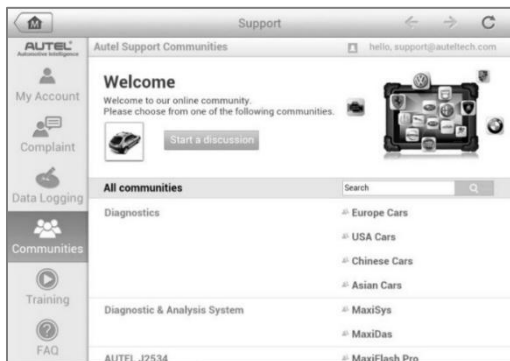 M
Support
AUTEL
Automotive Intelligence
Autel Support Communities
hello, support@auteltech.com
My Account
Complaint
Data Logging
Communities
Training
FAQ
Welcome
Welcome to our online community.
Please choose from one of the following communities.
Start a discussion
All communities
Search
Diagnostics
Europe Cars
USA Cars
Chinese Cars
Asian Cars
Diagnostic & Analysis System
MaxiSys
MaxiDas
AUTEL J2534
MaxiFlash Pro